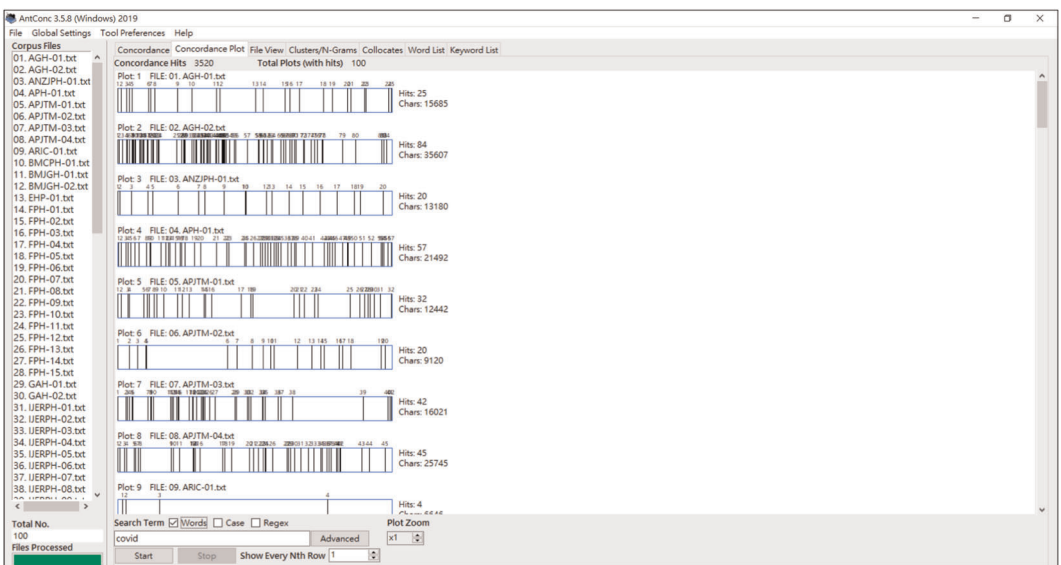 AntConc 3.5.8 (Windows) 2019
File Global Settings Tool Preferences Help
Corpus Files
01. AGH-01.txt
02. AGH-02.txt
03. ANZJPH-01.txt
04. APH-01.txt
05. APJTM-01.txt
06. APJTM-02.txt
07. APJTM-03.txt
08. APJTM-04.txt
09. ARIC-01.txt
10. BMCPH-01.txt
11. BMJGH-01.txt
12. BMJGH-02.txt
13. EHP-01.txt
14. FPH-01.txt
15. FPH-02.txt
16. FPH-03.txt
17. FPH-04.txt
18. FPH-05.txt
19. FPH-06.txt
20. FPH-07.txt
21. FPH-08.txt
22. FPH-09.txt
23. FPH-10.txt
24. FPH-11.txt
25. FPH-12.txt
26. FPH-13.txt
27. FPH-14.txt
28. FPH-15.txt
29. GAH-01.txt
30. GAH-02.txt
31. IJERPH-01.txt
32. IJERPH-02.txt
33. IJERPH-03.txt
34. IJERPH-04.txt
35. IJERPH-05.txt
36. IJERPH-06.txt
37. IJERPH-07.txt
38. IJERPH-08.txt
Total No.
100
Files Processed
Concordance Concordance Plot File View Clusters/N-Grams Collocates Word List Keyword List
Concordance Hits 3520 Total Plots (with hits) 100
Plot: 1 FILE: 01. AGH-01.txt
Hits: 25
Chars: 15685
Plot: 2 FILE: 02. AGH-02.txt
Hits: 84
Chars: 35607
Plot: 3 FILE: 03. ANZJPH-01.txt
Hits: 20
Chars: 13180
Plot: 4 FILE: 04. APH-01.txt
Hits: 57
Chars: 21492
Plot: 5 FILE: 05. APJTM-01.txt
Hits: 32
Chars: 12442
Plot: 6 FILE: 06. APJTM-02.txt
Hits: 20
Chars: 9120
Plot: 7 FILE: 07. APJTM-03.txt
Hits: 42
Chars: 16021
Plot: 8 FILE: 08. APJTM-04.txt
Hits: 45
Chars: 25745
Plot: 9 FILE: 09. ARIC-01.txt
Hits: 4
Search Term Words Case Regex Plot Zoom
covid Advanced x1
Start Stop Show Every Nth Row 1